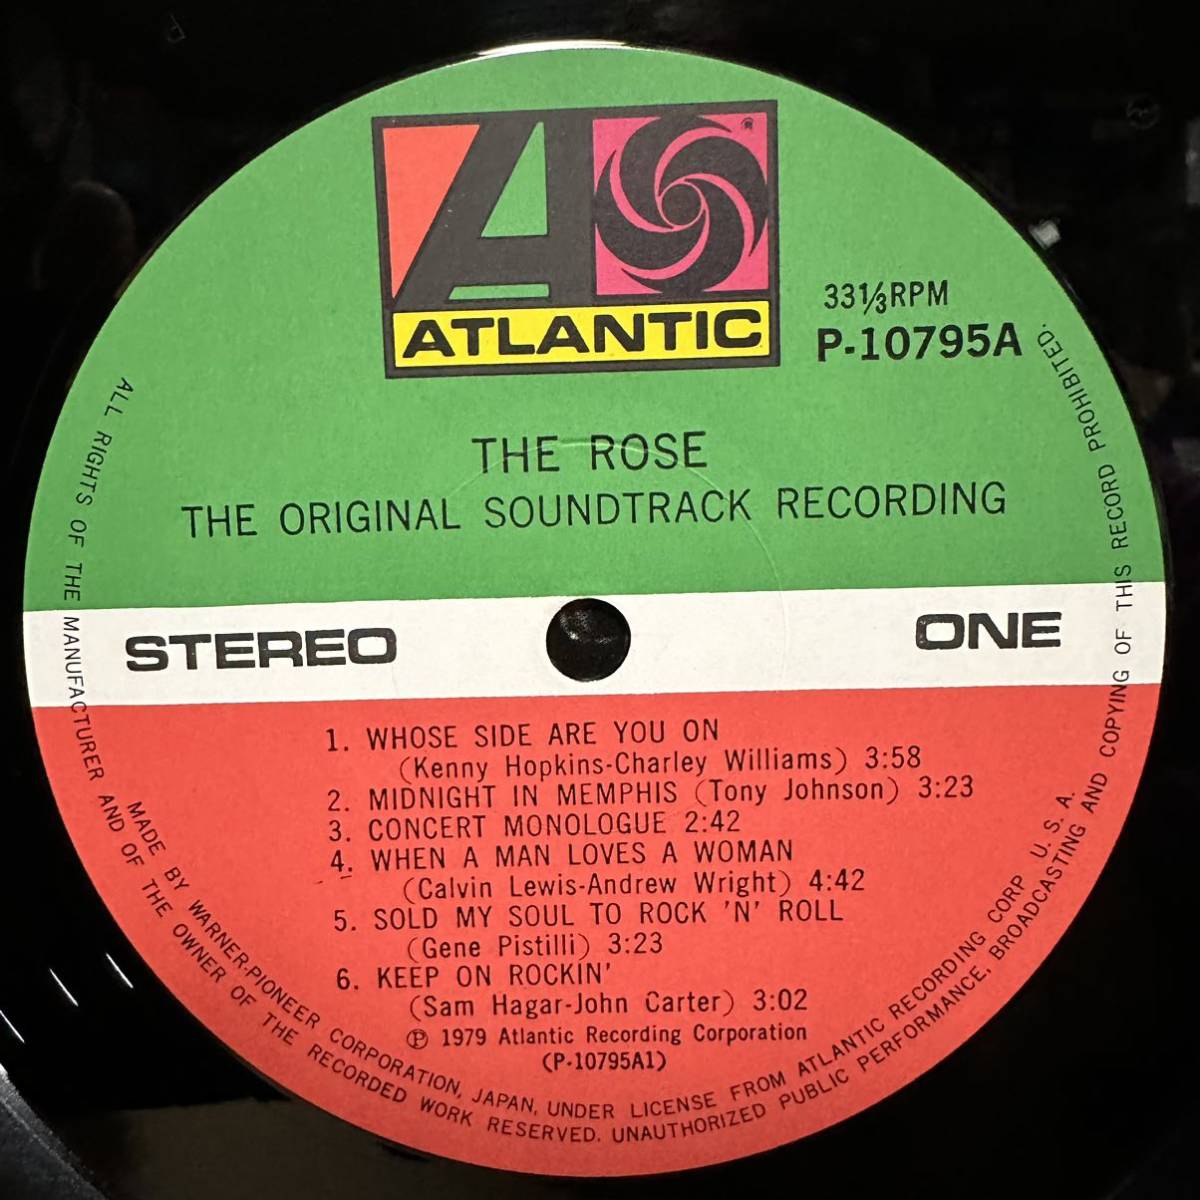 ATLANTIC
®
33⅓RPM
P-10795A
THE ROSE
THE ORIGINAL SOUNDTRACK RECORDING
STEREO
ONE
1. WHOSE SIDE ARE YOU ON
(Kenny Hopkins-Charley Williams) 3:58
2. MIDNIGHT IN MEMPHIS (Tony Johnson) 3:23
3. CONCERT MONOLOGUE 2:42
4. WHEN A MAN LOVES A WOMAN
(Calvin Lewis-Andrew Wright) 4:42
5. SOLD MY SOUL TO ROCK 'N' ROLL
(Gene Pistilli) 3:23
6. KEEP ON ROCKIN'
(Sam Hagar-John Carter) 3:02
Ⓟ 1979 Atlantic Recording Corporation
(P-10795A1)
MADE BY WARNER-PIONEER CORPORATION, JAPAN, UNDER LICENSE FROM ATLANTIC RECORDING CORP U. S. A.
ALL RIGHTS OF THE MANUFACTURER AND OF THE OWNER OF THE RECORDED WORK RESERVED. UNAUTHORIZED PUBLIC PERFORMANCE, BROADCASTING AND COPYING OF THIS RECORD PROHIBITED.